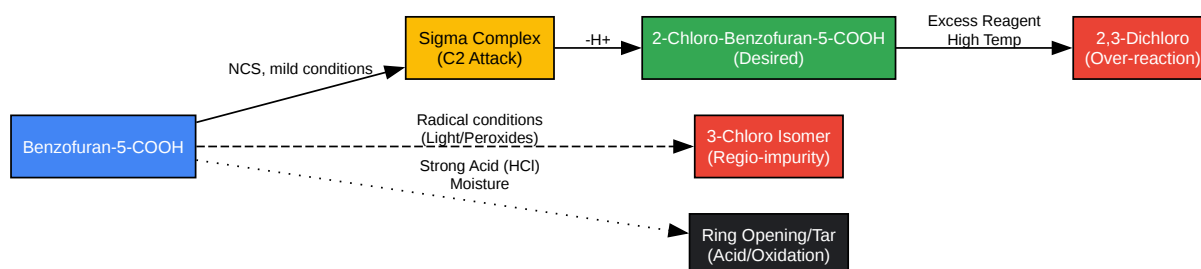 Benzofuran-5-COOH
NCS, mild conditions
Sigma Complex
(C2 Attack)
-H+
2-Chloro-Benzofuran-5-COOH
(Desired)
Excess Reagent
High Temp
2,3-Dichloro
(Over-reaction)
Radical conditions
(Light/Peroxides)
3-Chloro Isomer
(Regio-impurity)
Strong Acid (HCl)
Moisture
Ring Opening/Tar
(Acid/Oxidation)